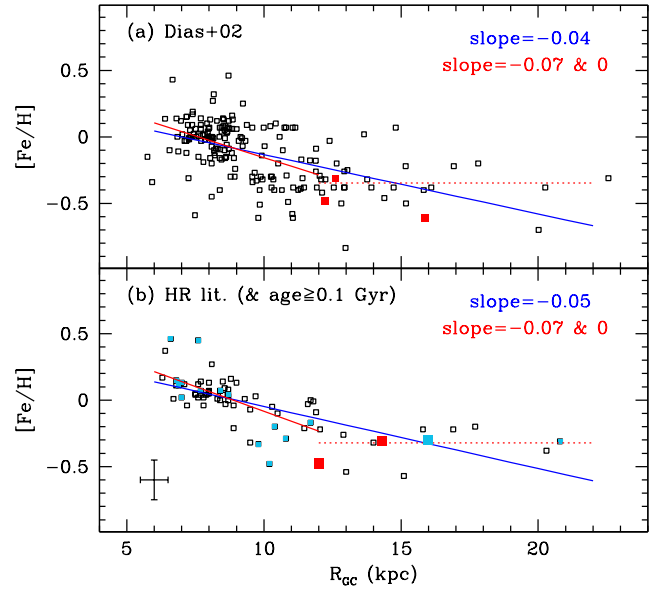 (a) Dias+02
slope=−0.04
slope=−0.07 & 0
0.5
0
−0.5
[Fe/H]
(b) HR lit. (& age≧0.1 Gyr)
slope=−0.05
slope=−0.07 & 0
0.5
0
−0.5
[Fe/H]
5 10 15 20
R_GC (kpc)